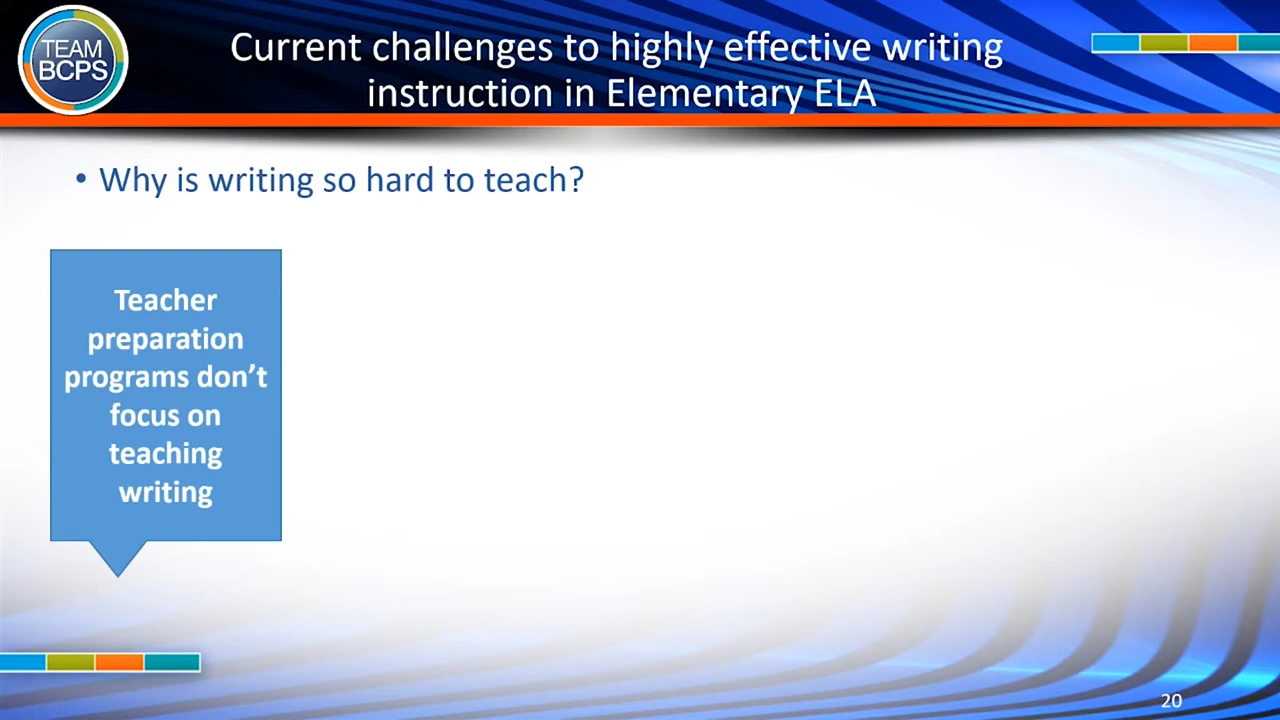 TEAM
BCPS
Current challenges to highly effective writing
instruction in Elementary ELA
• Why is writing so hard to teach?
Teacher
preparation
programs don’t
focus on
teaching
writing
20